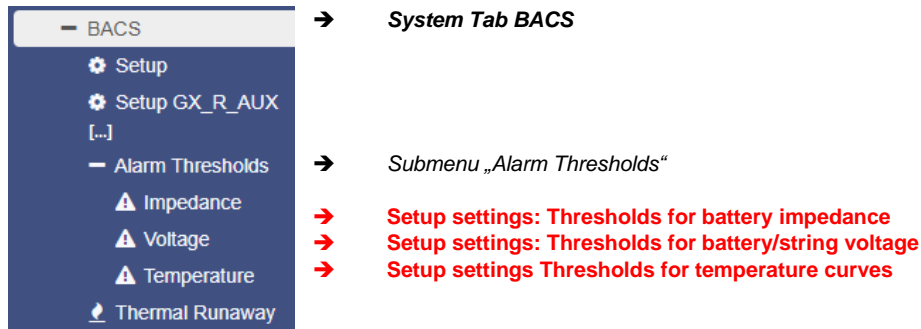 BACS ➔ System Tab BACS
Setup
Setup GX_R_AUX
[...]
Alarm Thresholds ➔ Submenu „Alarm Thresholds“
Impedance ➔ Setup settings: Thresholds for battery impedance
Voltage ➔ Setup settings: Thresholds for battery/string voltage
Temperature ➔ Setup settings Thresholds for temperature curves
Thermal Runaway